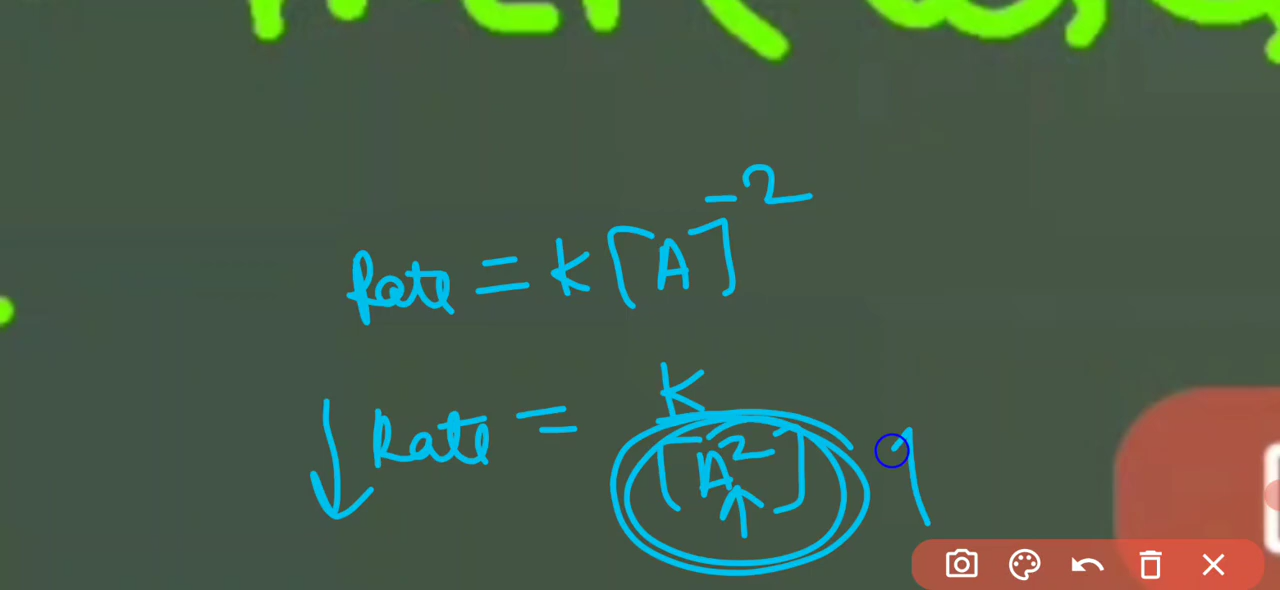 Rate = K [A]^-2
↓ Rate = K / [A^2] ↑